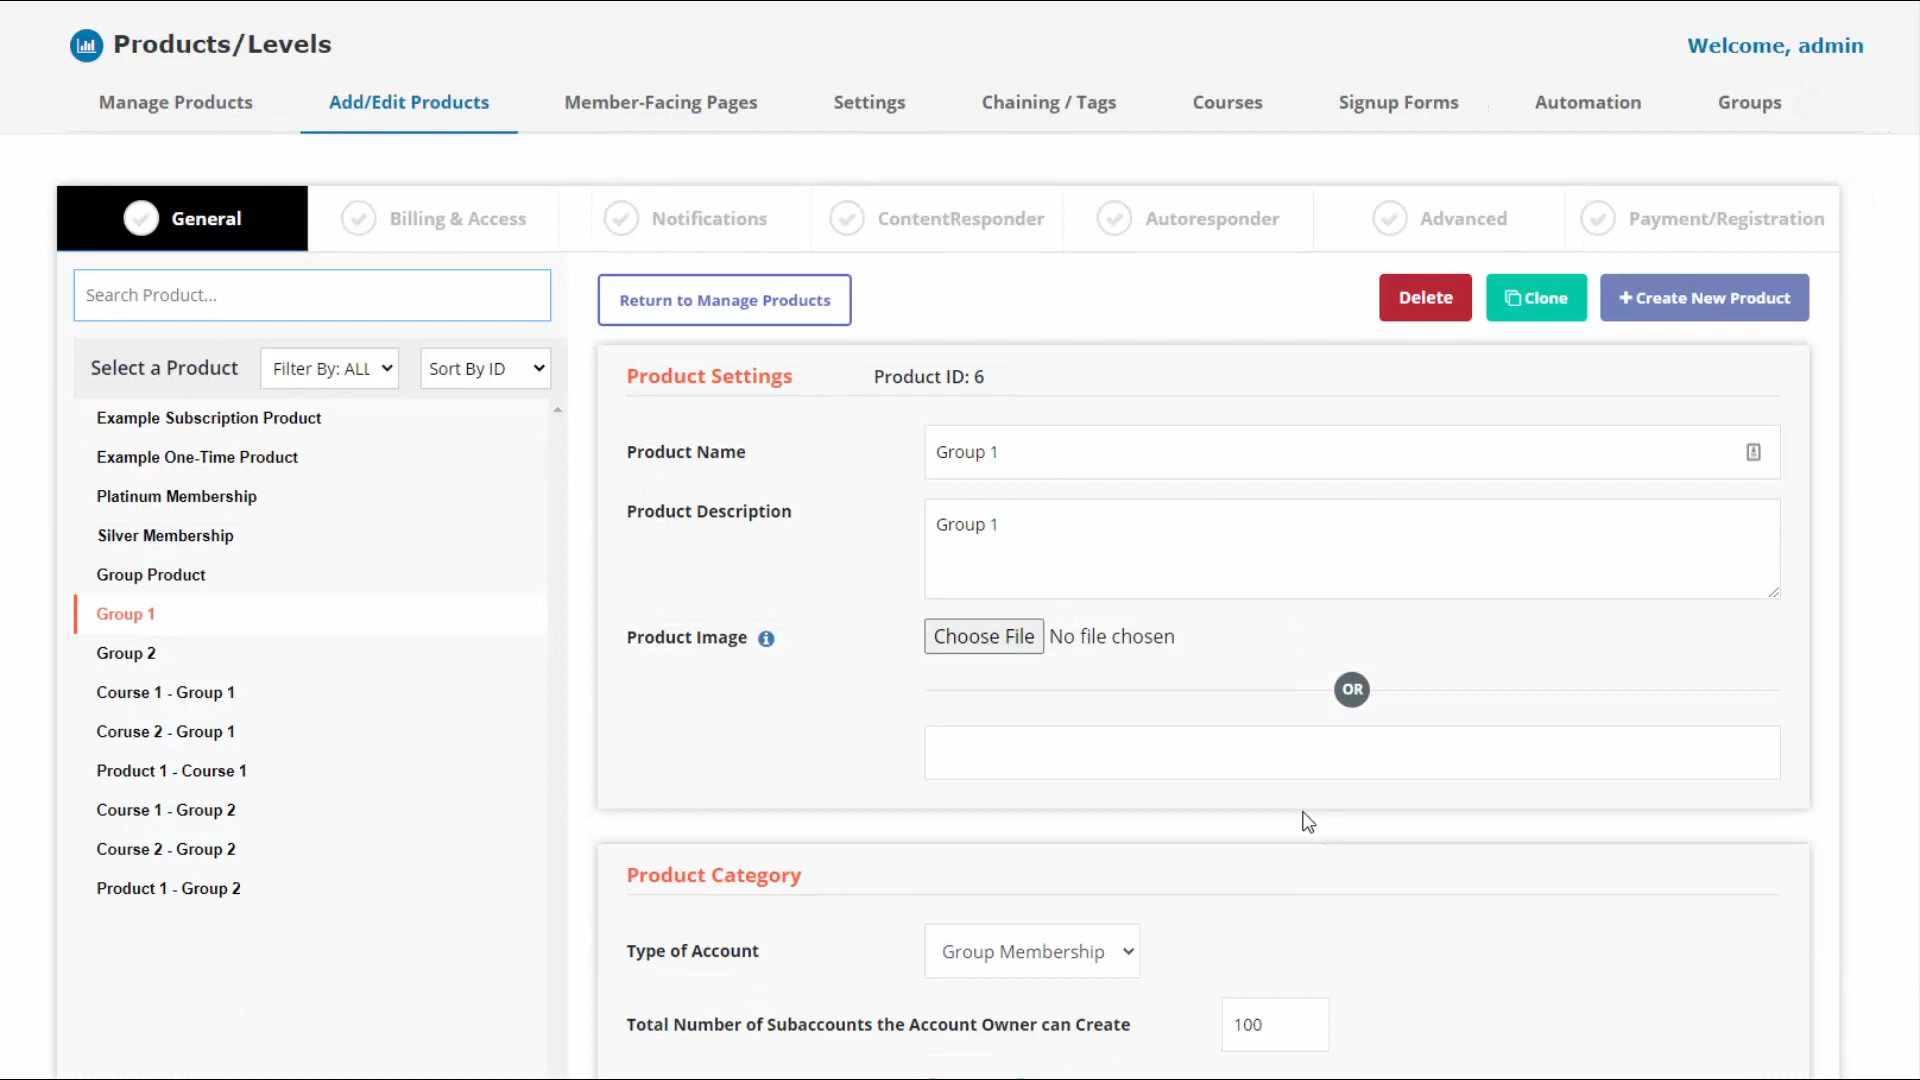 Products/Levels
Welcome, admin
Manage Products
Add/Edit Products
Member-Facing Pages
Settings
Chaining / Tags
Courses
Signup Forms
Automation
Groups
General
Billing & Access
Notifications
ContentResponder
Autoresponder
Advanced
Payment/Registration
Search Product...
Return to Manage Products
Delete
Clone
+ Create New Product
Select a Product
Filter By: ALL
Sort By ID
Example Subscription Product
Example One-Time Product
Platinum Membership
Silver Membership
Group Product
Group 1
Group 2
Course 1 - Group 1
Coruse 2 - Group 1
Product 1 - Course 1
Course 1 - Group 2
Course 2 - Group 2
Product 1 - Group 2
Product Settings
Product ID: 6
Product Name
Group 1
Product Description
Group 1
Product Image
Choose File No file chosen
OR
Product Category
Type of Account
Group Membership
Total Number of Subaccounts the Account Owner can Create
100